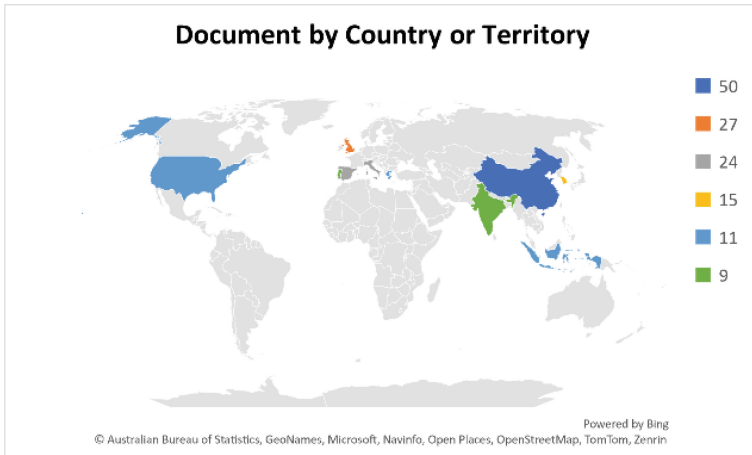 Document by Country or Territory
50
27
24
15
11
9
Powered by Bing
© Australian Bureau of Statistics, GeoNames, Microsoft, Navinfo, Open Places, OpenStreetMap, TomTom, Zenrin